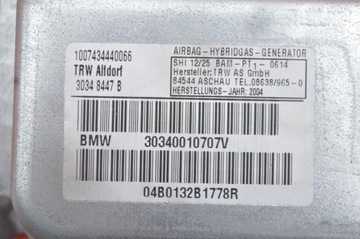 1007434440066
TRW Alfdorf
3034 8447 B
AIRBAG-HYBRIDGAS-GENERATOR
SHI 12/25 BAM-PT1-0614
Hersteller:TRW AS GmbH
84544 ASCHAU TEL.08638/965-0
HERSTELLUNGS-JAHR: 2004
BMW 30340010707V
04B0132B1778R